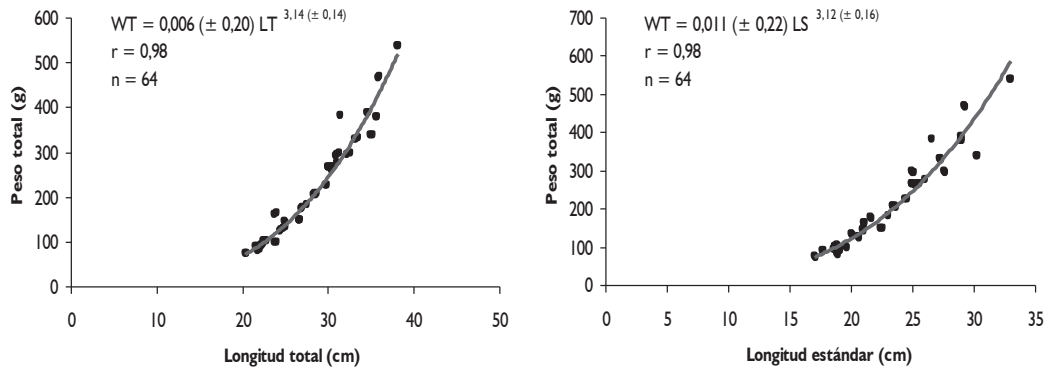 WT = 0,006 (± 0,20) LT 3,14 (± 0,14)
r = 0,98
n = 64
Peso total (g)
600
500
400
300
200
100
0
0 10 20 30 40 50
Longitud total (cm)
WT = 0,011 (± 0,22) LS 3,12 (± 0,16)
r = 0,98
n = 64
Peso total (g)
700
600
500
400
300
200
100
0
0 5 10 15 20 25 30 35
Longitud estándar (cm)